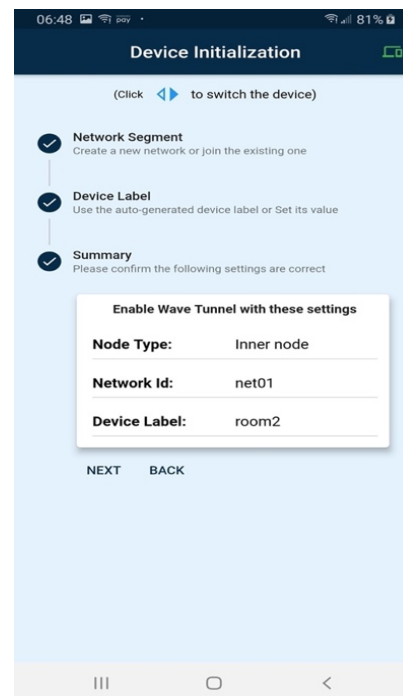 06:48 pay · 81%
Device Initialization
(Click to switch the device)
Network Segment
Create a new network or join the existing one
Device Label
Use the auto-generated device label or Set its value
Summary
Please confirm the following settings are correct
Enable Wave Tunnel with these settings
Node Type: Inner node
Network Id: net01
Device Label: room2
NEXT BACK